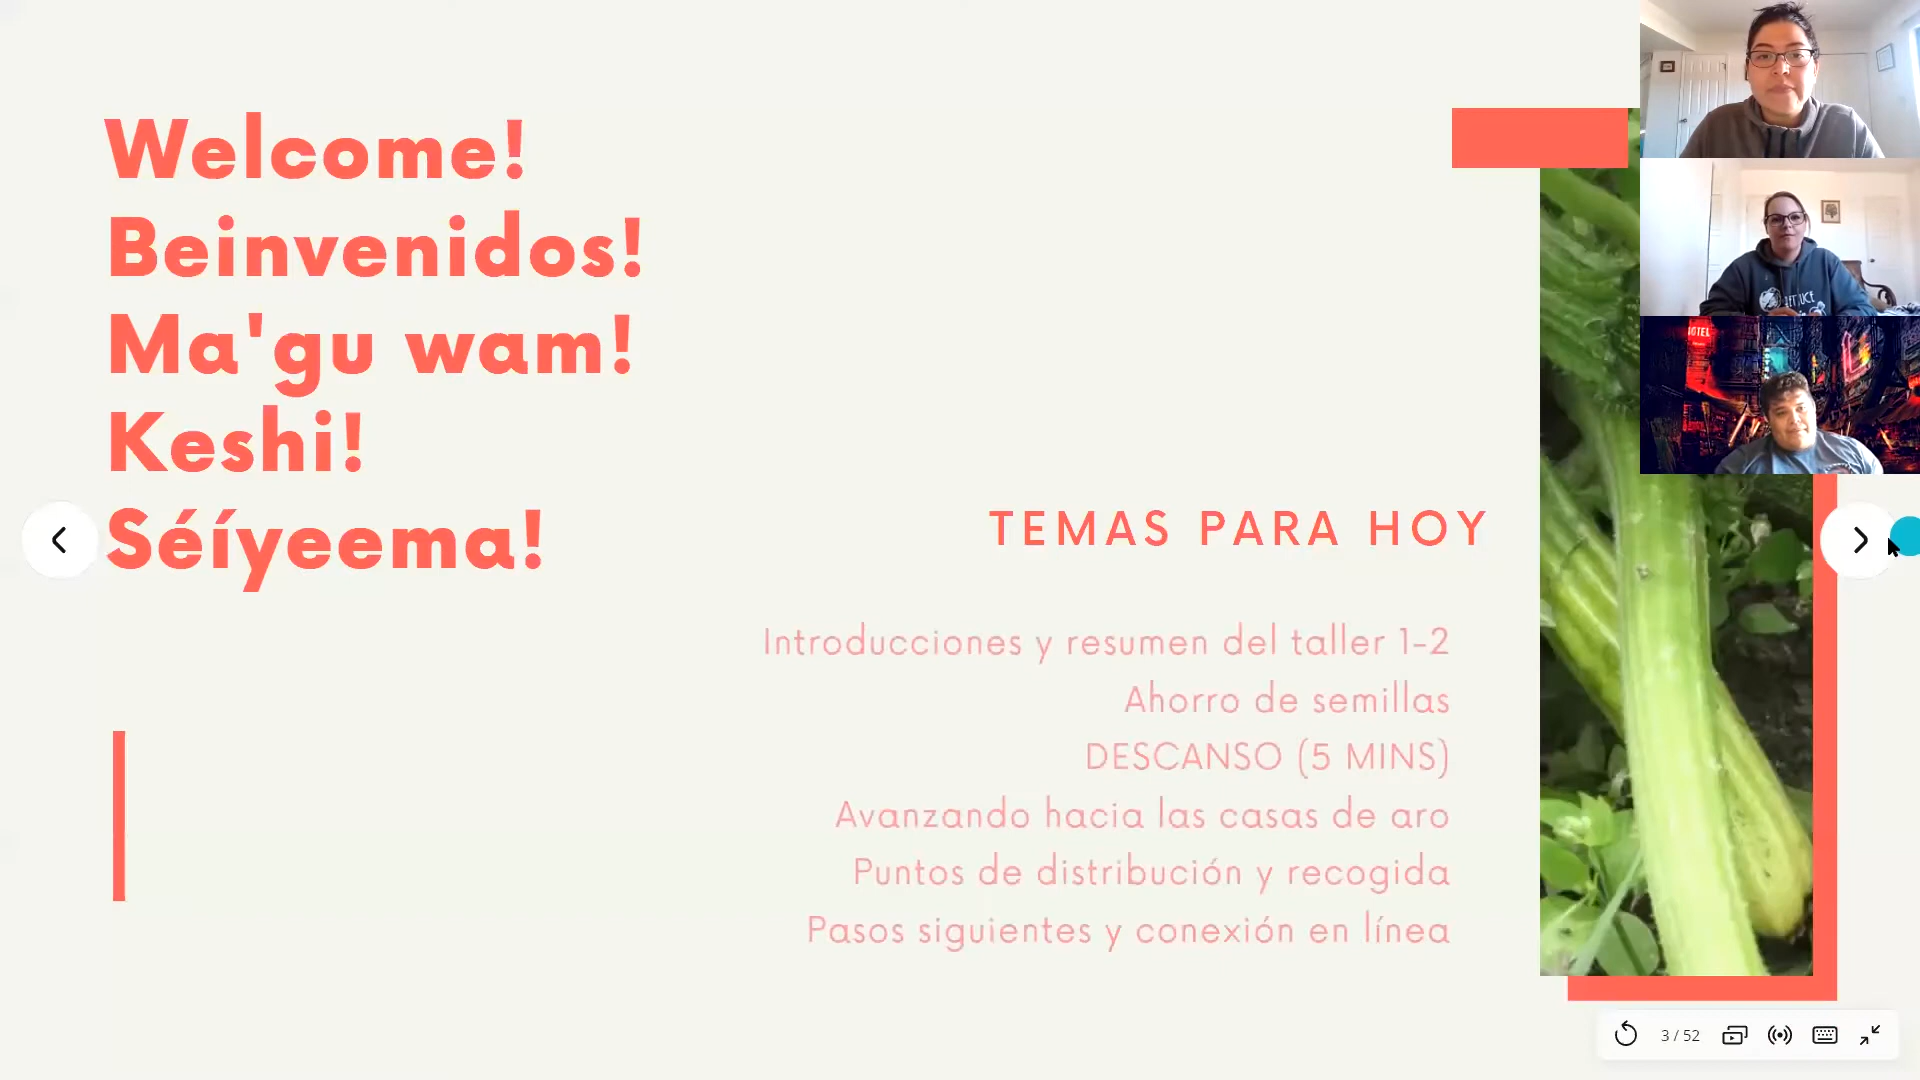 Welcome!
Beinvenidos!
Ma'gu wam!
Keshi!
Séíyeema!
TEMAS PARA HOY
Introducciones y resumen del taller 1-2
Ahorro de semillas
DESCANSO (5 MINS)
Avanzando hacia las casas de aro
Puntos de distribución y recogida
Pasos siguientes y conexión en línea
3 / 52